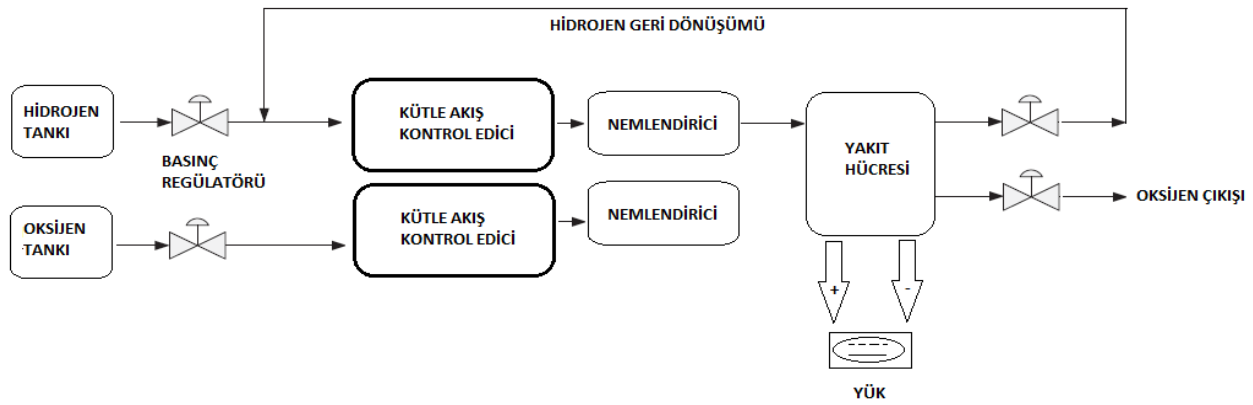 HİDROJEN GERİ DÖNÜŞÜMÜ
HİDROJEN
TANKI
BASINÇ
REGÜLATÖRÜ
KÜTLE AKIŞ
KONTROL EDİCİ
NEMLENDİRİCİ
YAKIT
HÜCRESİ
OKSİJEN
TANKI
KÜTLE AKIŞ
KONTROL EDİCİ
NEMLENDİRİCİ
OKSİJEN ÇIKIŞI
+
-
YÜK